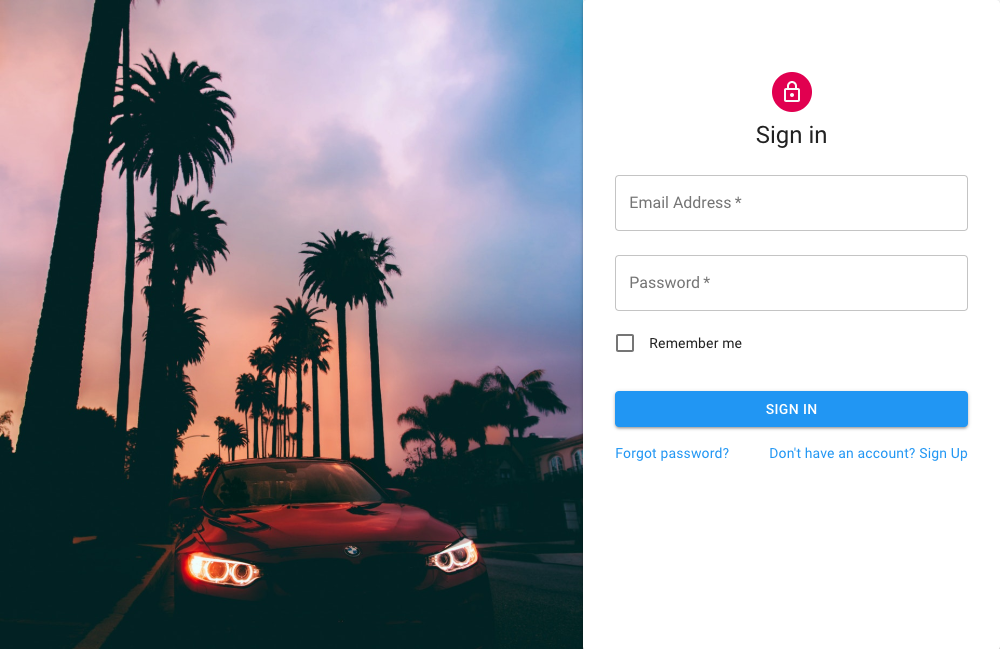 Sign in
Email Address *
Password *
Remember me
SIGN IN
Forgot password?
Don't have an account? Sign Up